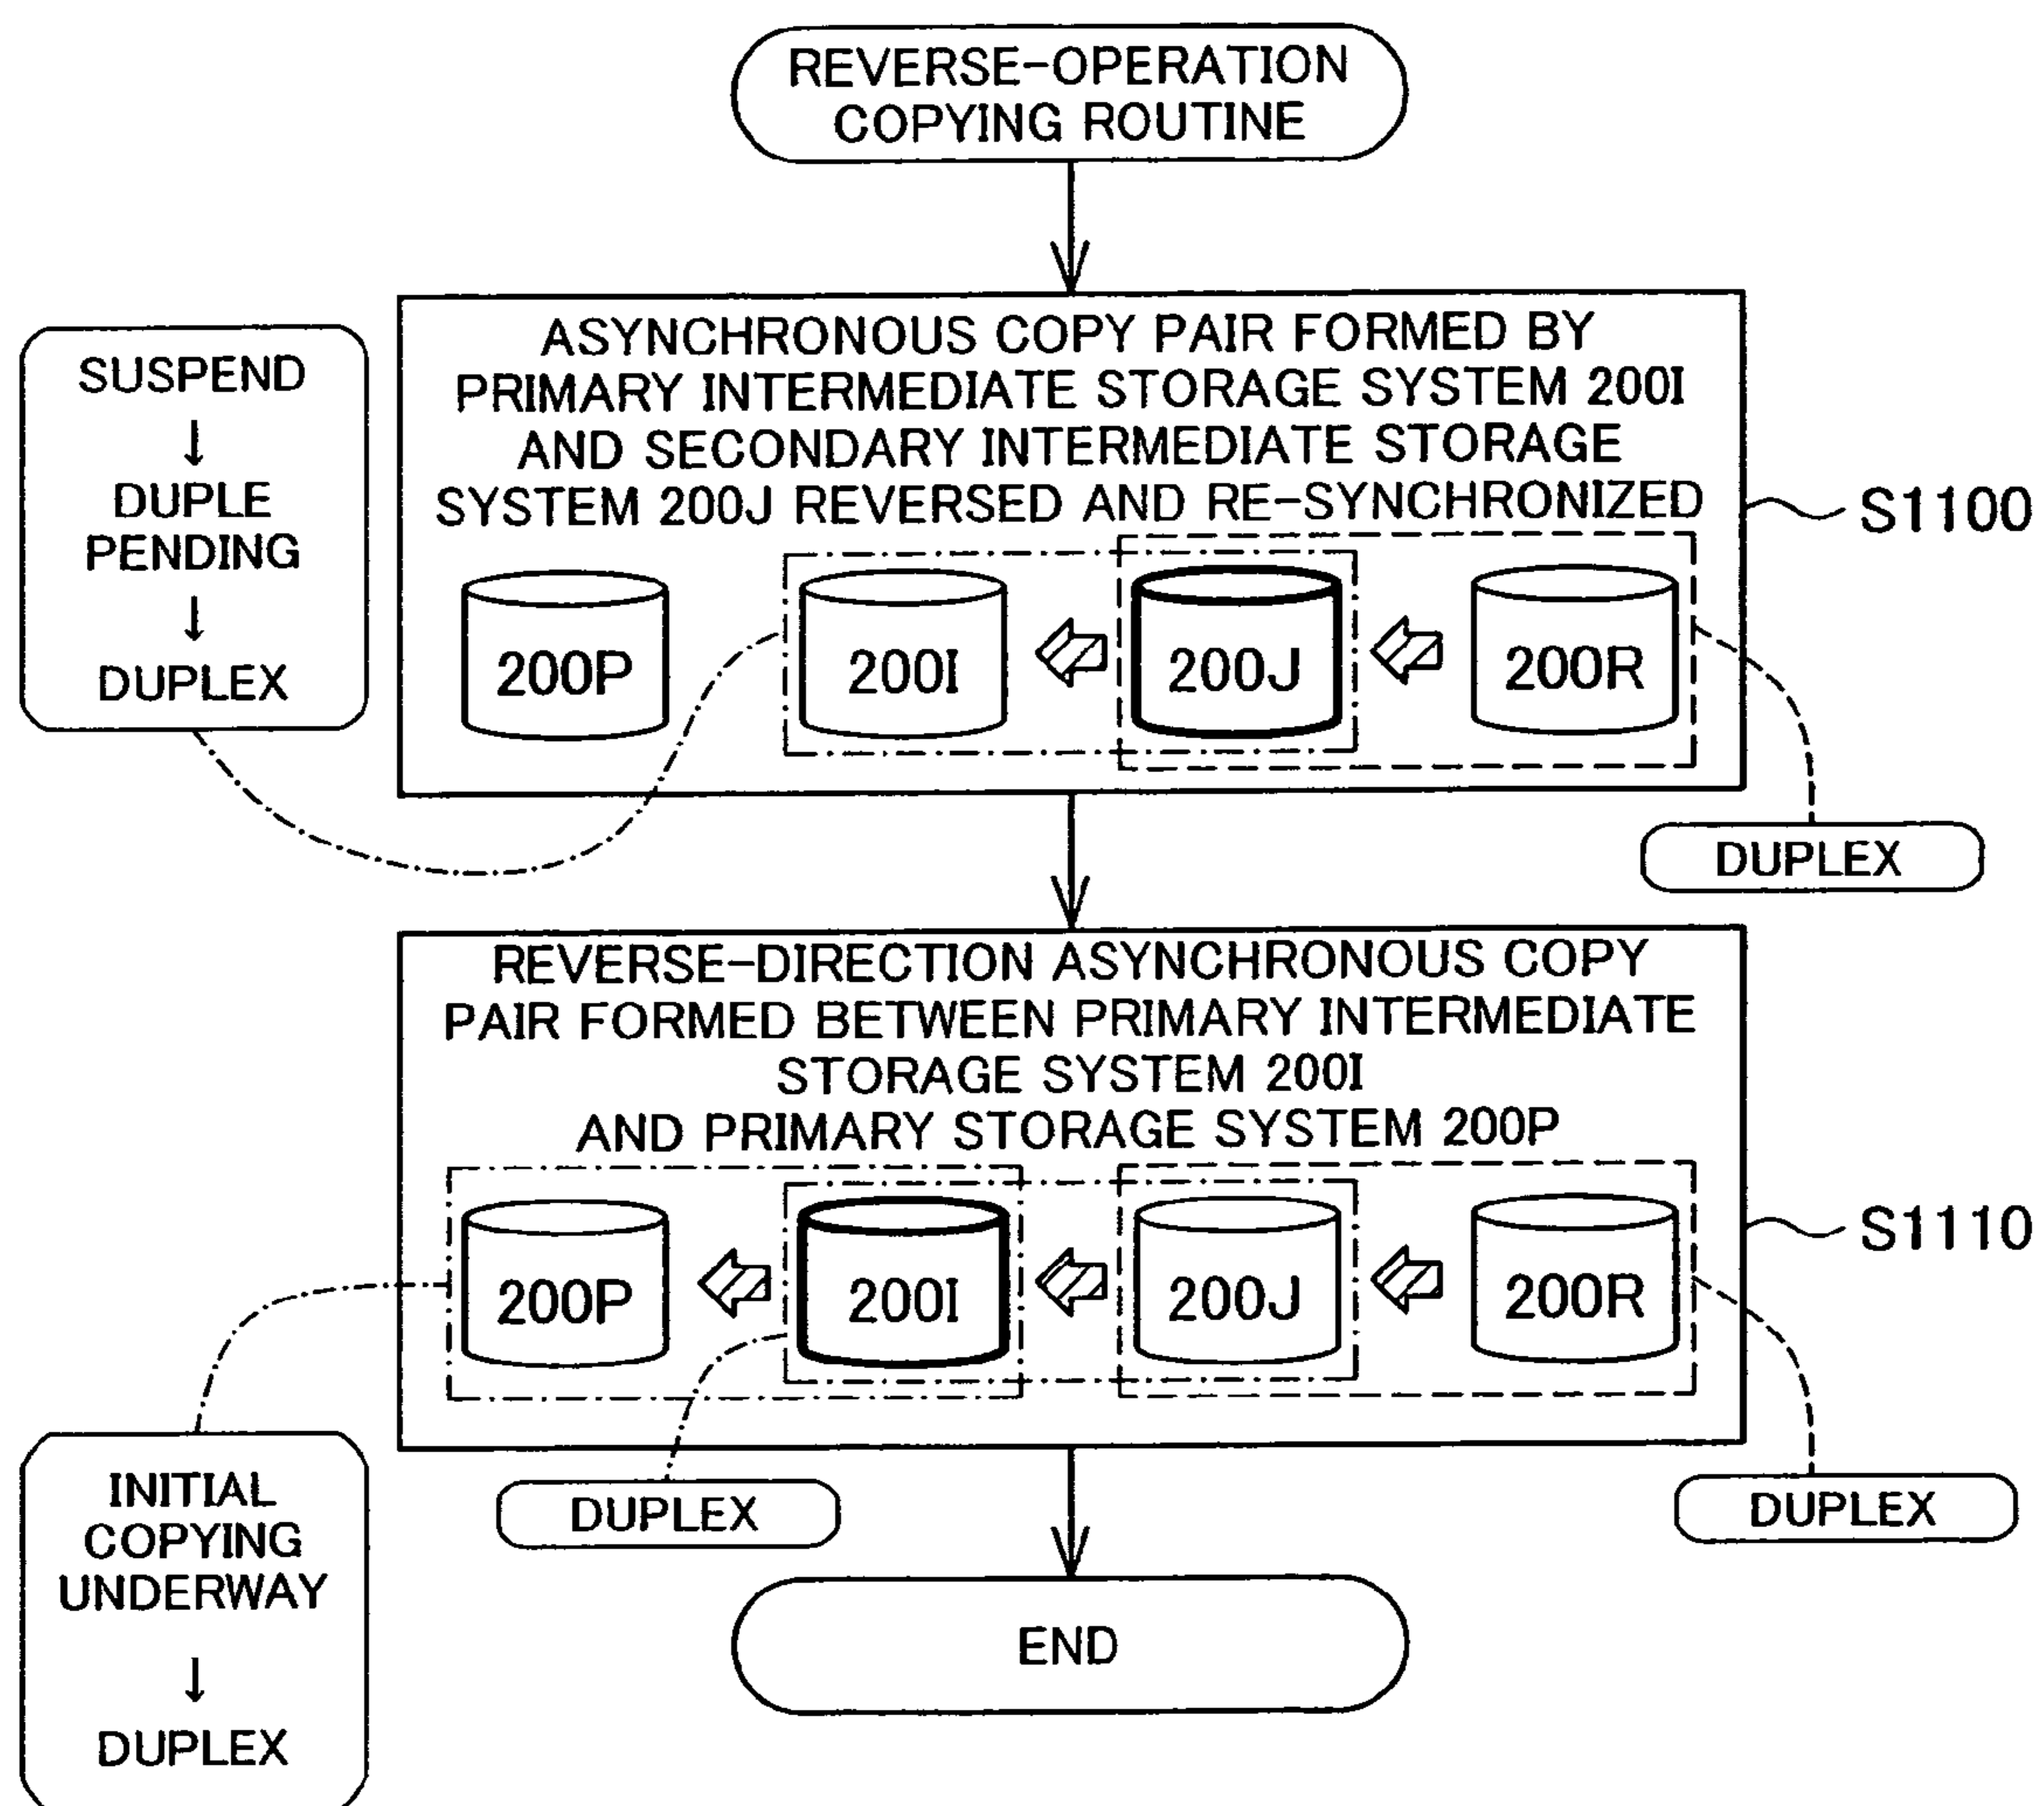 REVERSE-OPERATION
COPYING ROUTINE
SUSPEND
↓
DUPLE
PENDING
↓
DUPLEX
ASYNCHRONOUS COPY PAIR FORMED BY
PRIMARY INTERMEDIATE STORAGE SYSTEM 200I
AND SECONDARY INTERMEDIATE STORAGE
SYSTEM 200J REVERSED AND RE-SYNCHRONIZED
S1100
200P
200I
200J
200R
DUPLEX
REVERSE-DIRECTION ASYNCHRONOUS COPY
PAIR FORMED BETWEEN PRIMARY INTERMEDIATE
STORAGE SYSTEM 200I
AND PRIMARY STORAGE SYSTEM 200P
S1110
200P
200I
200J
200R
INITIAL
COPYING
UNDERWAY
↓
DUPLEX
DUPLEX
DUPLEX
END